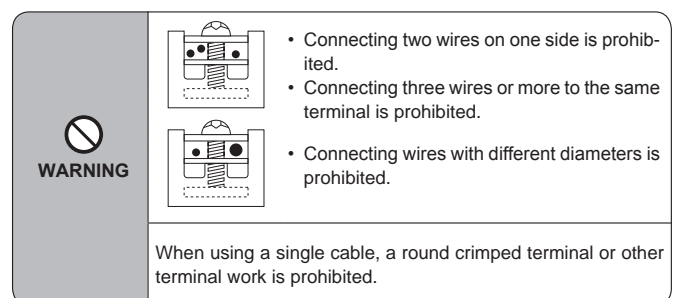 • Connecting two wires on one side is prohib-
ited.
• Connecting three wires or more to the same
terminal is prohibited.
• Connecting wires with different diameters is
prohibited.
WARNING
When using a single cable, a round crimped terminal or other
terminal work is prohibited.